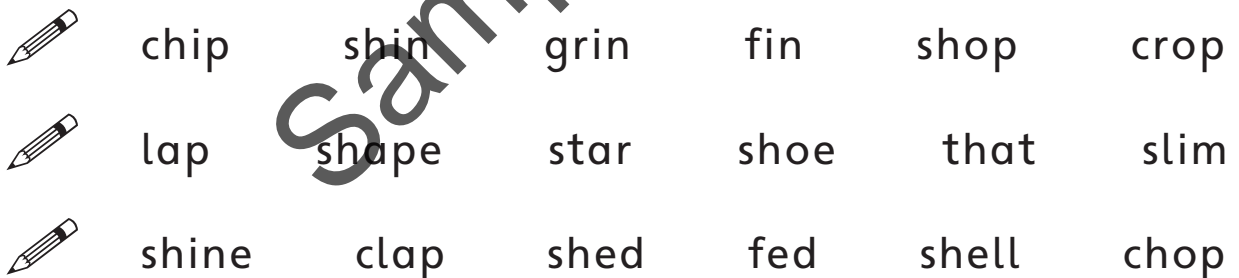 chip shin grin fin shop crop
lap shape star shoe that slim
shine clap shed fed shell chop